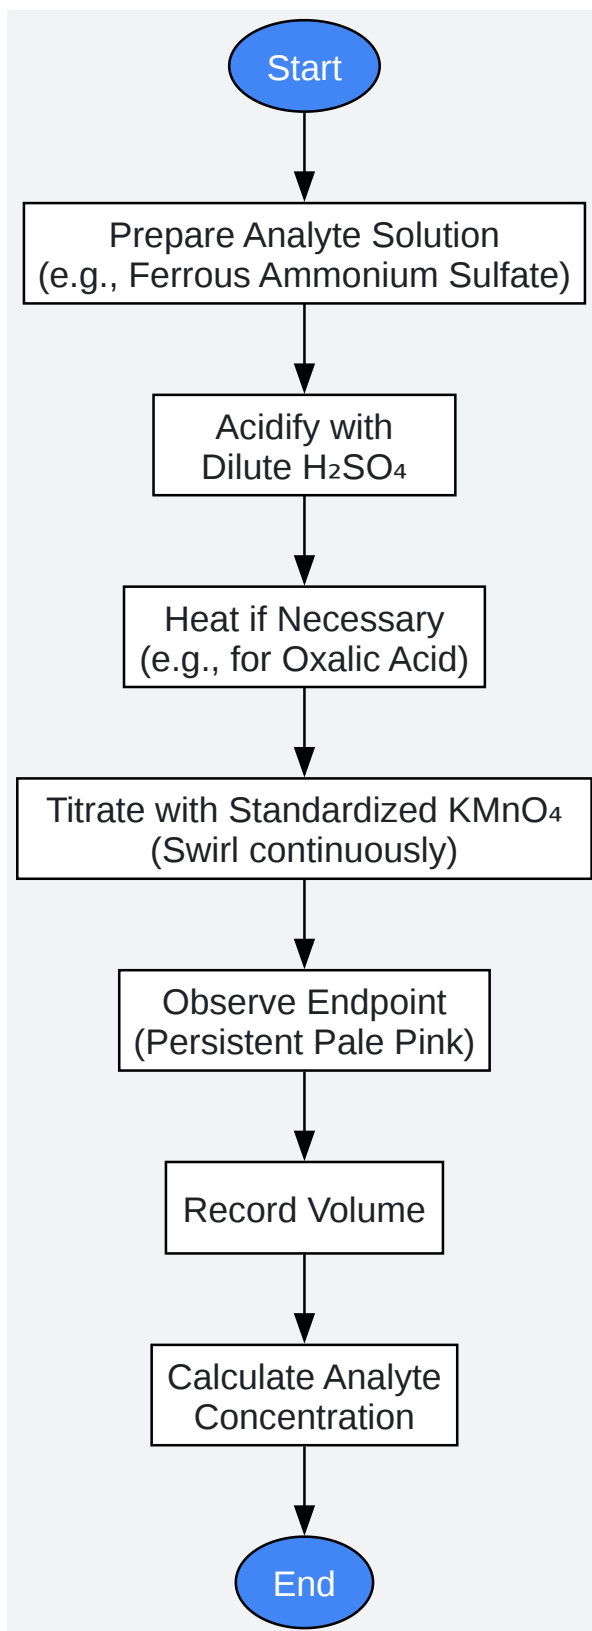 Start
Prepare Analyte Solution
(e.g., Ferrous Ammonium Sulfate)
Acidify with
Dilute H₂SO₄
Heat if Necessary
(e.g., for Oxalic Acid)
Titrate with Standardized KMnO₄
(Swirl continuously)
Observe Endpoint
(Persistent Pale Pink)
Record Volume
Calculate Analyte
Concentration
End